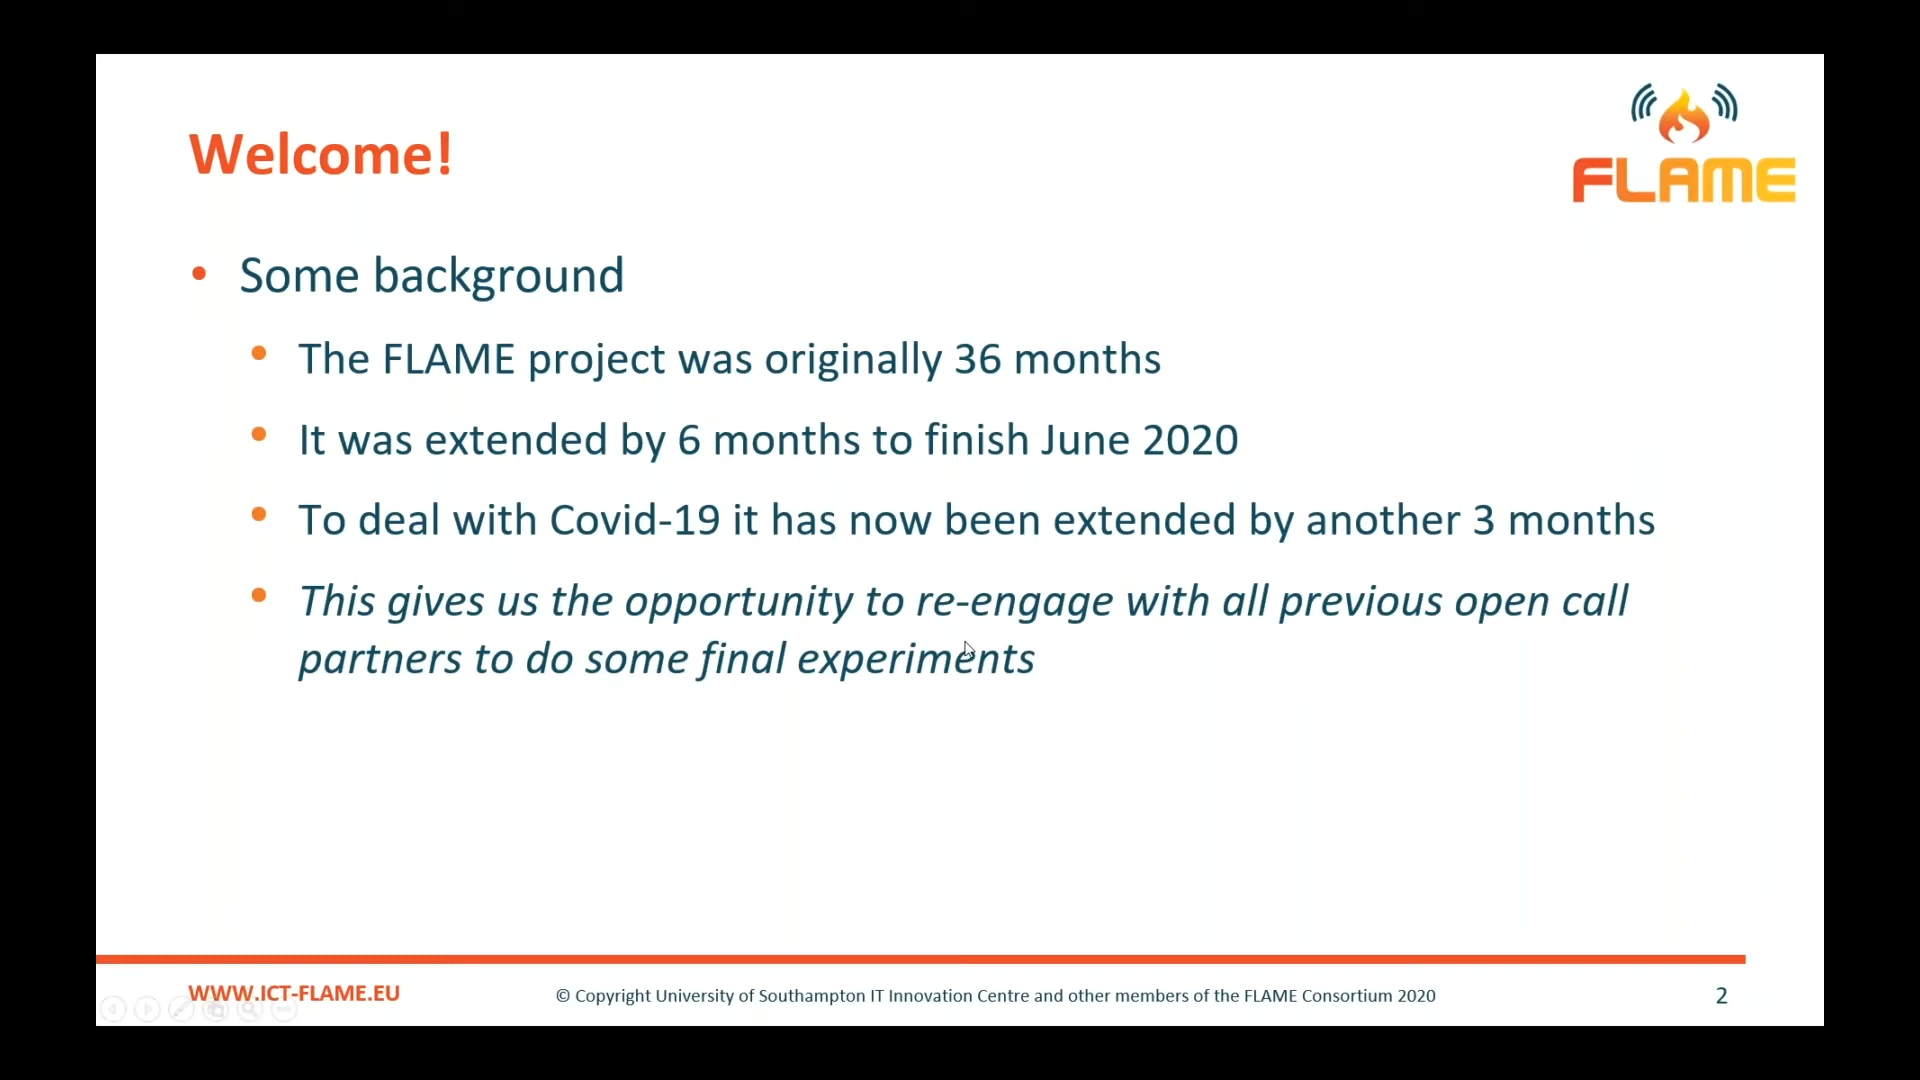 Welcome!
FLAME
• Some background
• The FLAME project was originally 36 months
• It was extended by 6 months to finish June 2020
• To deal with Covid-19 it has now been extended by another 3 months
• This gives us the opportunity to re-engage with all previous open call
partners to do some final experiments
WWW.ICT-FLAME.EU
© Copyright University of Southampton IT Innovation Centre and other members of the FLAME Consortium 2020
2